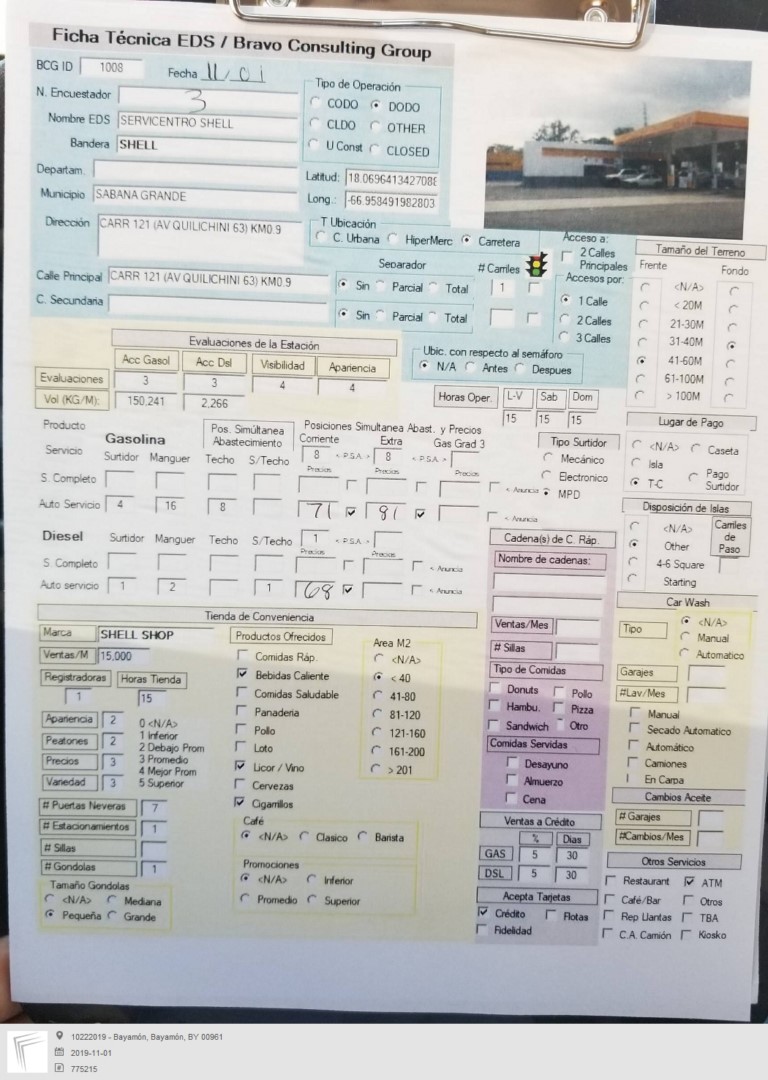 Ficha Técnica EDS / Bravo Consulting Group
BCG ID 1008 Fecha 11/01
N. Encuestador 3
Nombre EDS SERVICENTRO SHELL
Bandera SHELL
Departam.
Municipio SABANA GRANDE
Dirección CARR 121 (AV QUILICHINI 63) KM0.9
Calle Principal CARR 121 (AV QUILICHINI 63) KM0.9
C. Secundaria
Tipo de Operación
CODO DODO
CLDO OTHER
U Const CLOSED
Latitud: 18.0696413427088
Long.: -66.958491982803
T Ubicación
C. Urbana HiperMerc Carretera
Separador # Carriles
Sin Parcial Total 1
Sin Parcial Total
Acceso a:
2 Calles
Principales
Accesos por:
1 Calle
2 Calles
3 Calles
Ubic. con respecto al semáforo
N/A Antes Despues
Tamaño del Terreno
Frente Fondo
<N/A>
< 20M
21-30M
31-40M
41-60M
61-100M
> 100M
Evaluaciones de la Estación
Acc Gasol Acc Dsl Visibilidad Apariencia
Evaluaciones 3 3 4 4
Vol (KG/M): 150,241 2,266
Horas Oper. L-V Sab Dom
15 15 15
Producto
Servicio
Gasolina
Surtidor Manguer
Pos. Simúltanea
Abastecimiento
Techo S/Techo
Posiciones Simultanea Abast. y Precios
Corriente Extra Gas Grad 3
8 < P.S.A > 8 < P.S.A >
Precios Precios Precios
S. Completo < Anuncia
Auto Servicio 4 16 8 71 81 < Anuncia
Diesel Surtidor Manguer Techo S/Techo 1 < P.S.A >
Precios Precios
S. Completo < Anuncia
Auto servicio 1 2 1 68 < Anuncia
Tipo Surtidor
Mecánico
Electronico
MPD
Lugar de Pago
<N/A> Caseta
Isla
T-C Pago
Surtidor
Disposición de Islas
<N/A>
Other
4-6 Square
Starling
Carriles
de
Paso
Cadena(s) de C. Ráp.
Nombre de cadenas:
Ventas/Mes
# Sillas
Tipo de Comidas
Donuts Pollo
Hambu. Pizza
Sandwich Otro
Comidas Servidas
Desayuno
Almuerzo
Cena
Car Wash
Tipo
<N/A>
Manual
Automatico
Garajes
#Lav/Mes
Manual
Secado Automatico
Automático
Camiones
En Carpa
Cambios Aceite
# Garajes
#Cambios/Mes
Tienda de Conveniencia
Marca SHELL SHOP
Ventas/M 15,000
Registradoras Horas Tienda
1 15
Apariencia 2
Peatones 2
Precios 3
Variedad 3
0 <N/A>
1 Inferior
2 Debajo Prom
3 Promedio
4 Mejor Prom
5 Superior
# Puertas Neveras 7
# Estacionamientos 1
# Sillas
# Gondolas 1
Tamaño Gondolas
<N/A> Mediana
Pequeña Grande
Productos Ofrecidos
Comidas Ráp.
Bebidas Caliente
Comidas Saludable
Panaderia
Pollo
Loto
Licor / Vino
Cervezas
Cigarrillos
Area M2
<N/A>
< 40
41-80
81-120
121-160
161-200
> 201
Café
<N/A> Clasico Barista
Promociones
<N/A> Inferior
Promedio Superior
Ventas a Crédito
% Dias
GAS 5 30
DSL 5 30
Acepta Tarjetas
Crédito Flotas
Fidelidad
Otros Servicios
Restaurant ATM
Café/Bar Otros
Rep Llantas TBA
C.A. Camión Kiosko
10222019 - Bayamón, Bayamón, BY 00961
2019-11-01
775215